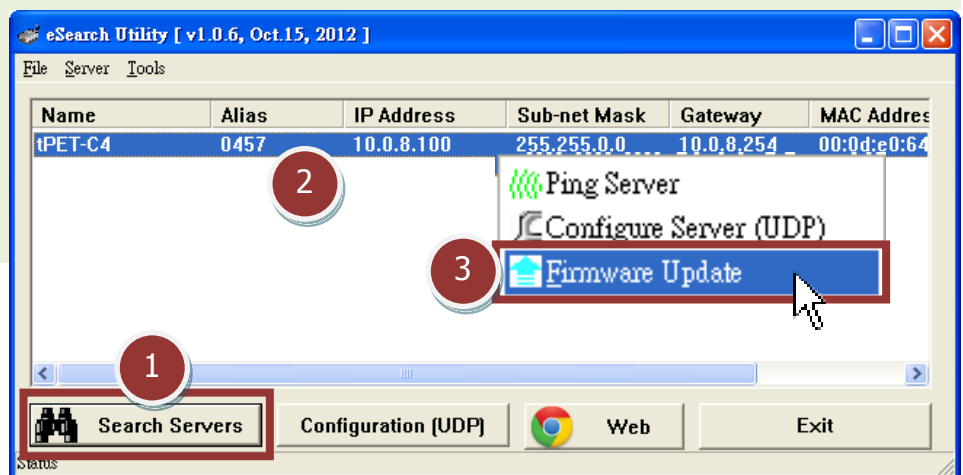 eSearch Utility [ v1.0.6, Oct.15, 2012 ]
File Server Tools
Name Alias IP Address Sub-net Mask Gateway MAC Addres
tPET-C4 0457 10.0.8.100 255.255.0.0 10.0.8.254 00:0d:e0:64
2
Ping Server
Configure Server (UDP)
3
Firmware Update
1
Search Servers Configuration (UDP) Web Exit
Status